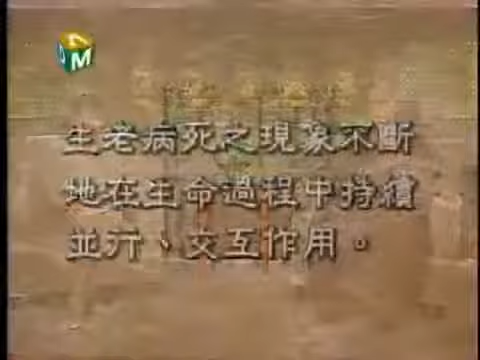 M
生老病死之現象不斷
地在生命過程中持續
並行、交互作用。